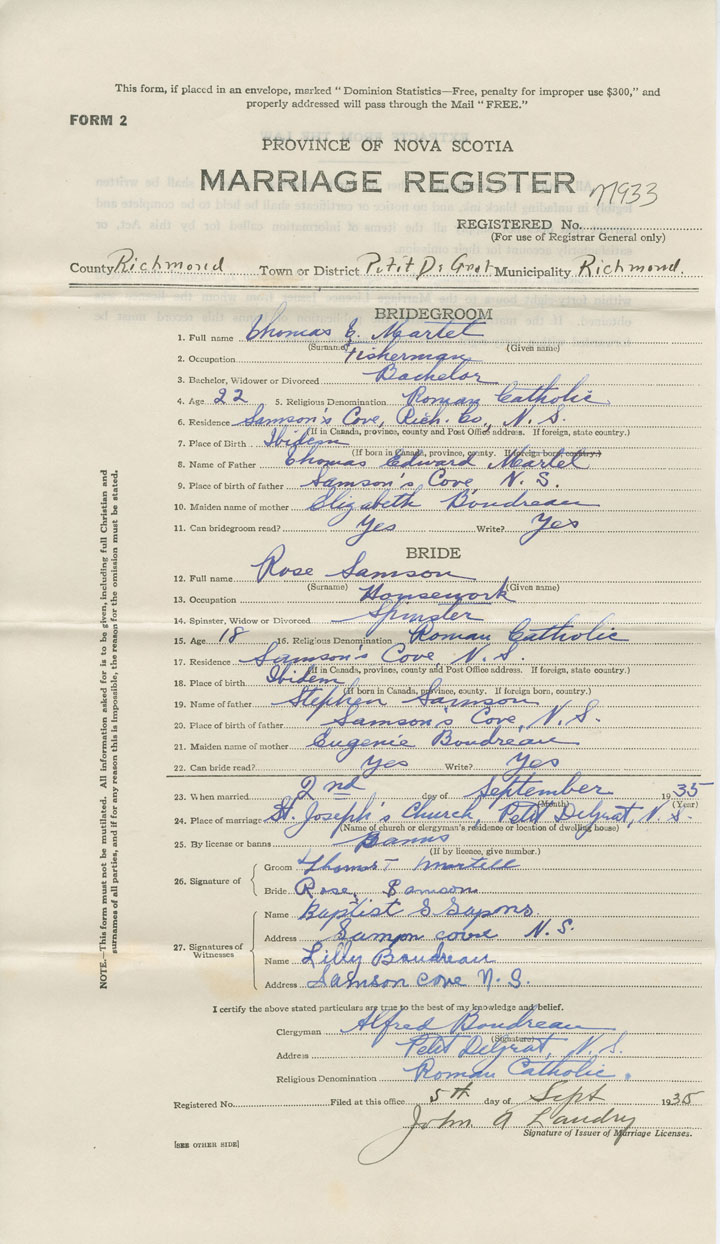 This form, if placed in an envelope, marked "Dominion Statistics—Free, penalty for improper use $300," and
properly addressed will pass through the Mail "FREE."
FORM 2
PROVINCE OF NOVA SCOTIA
MARRIAGE REGISTER
REGISTERED No.
(For use of Registrar General only)
County Richmond Town or District Petit De Grat Municipality Richmond.
BRIDEGROOM
1. Full name Thomas E. Martel
(Surname) (Given name)
2. Occupation Fisherman
3. Bachelor, Widower or Divorced Bachelor
4. Age 22 5. Religious Denomination Roman Catholic
6. Residence Samson's Cove, Rich. Co., N. S.
(If in Canada, province, county and Post Office address. If foreign, state country.)
7. Place of Birth Ibidem
(If born in Canada, province, county. If foreign born, country.)
8. Name of Father Thomas Edward Martel
9. Place of birth of father Samson's Cove, N. S.
10. Maiden name of mother Elizabeth Boudreau
11. Can bridegroom read? Yes Write? Yes
BRIDE
12. Full name Rose Samson
(Surname) (Given name)
13. Occupation Housework
14. Spinster, Widow or Divorced Spinster
15. Age 18 16. Religious Denomination Roman Catholic
17. Residence Samson's Cove N. S.
(If in Canada, province, county and Post Office address. If foreign, state country.)
18. Place of birth Ibidem
(If born in Canada, province, county. If foreign born, country.)
19. Name of father Stephen Samson
20. Place of birth of father Samson's Cove, N. S.
21. Maiden name of mother Eugenie Boudreau
22. Can bride read? Yes Write? Yes
23. When married 2nd day of September 1935
(Month) (Year)
24. Place of marriage St. Joseph's Church, Petit Degrat, N. S.
(Name of church or clergyman's residence or location of dwelling house)
25. By license or banns Banns
(If by licence, give number.)
26. Signature of
Groom Thomas T Martell
Bride Rose, Samson
27. Signatures of Witnesses
Name Baptist S
Address Samson cove N. S.
Name Lilly Boudreau
Address Samson cove N. S.
I certify the above stated particulars are true to the best of my knowledge and belief.
Clergyman Alfred Boudreau
(Signature)
Address Petit Degrat, N. S.
Religious Denomination Roman Catholic.
Registered No. Filed at this office 5th day of Sept 1935
John A Landry
Signature of Issuer of Marriage Licenses.
[SEE OTHER SIDE]
NOTE.—This form must not be mutilated. All information asked for is to be given, including full Christian and
surnames of all parties, and if for any reason this is impossible, the reason for the omission must be stated.